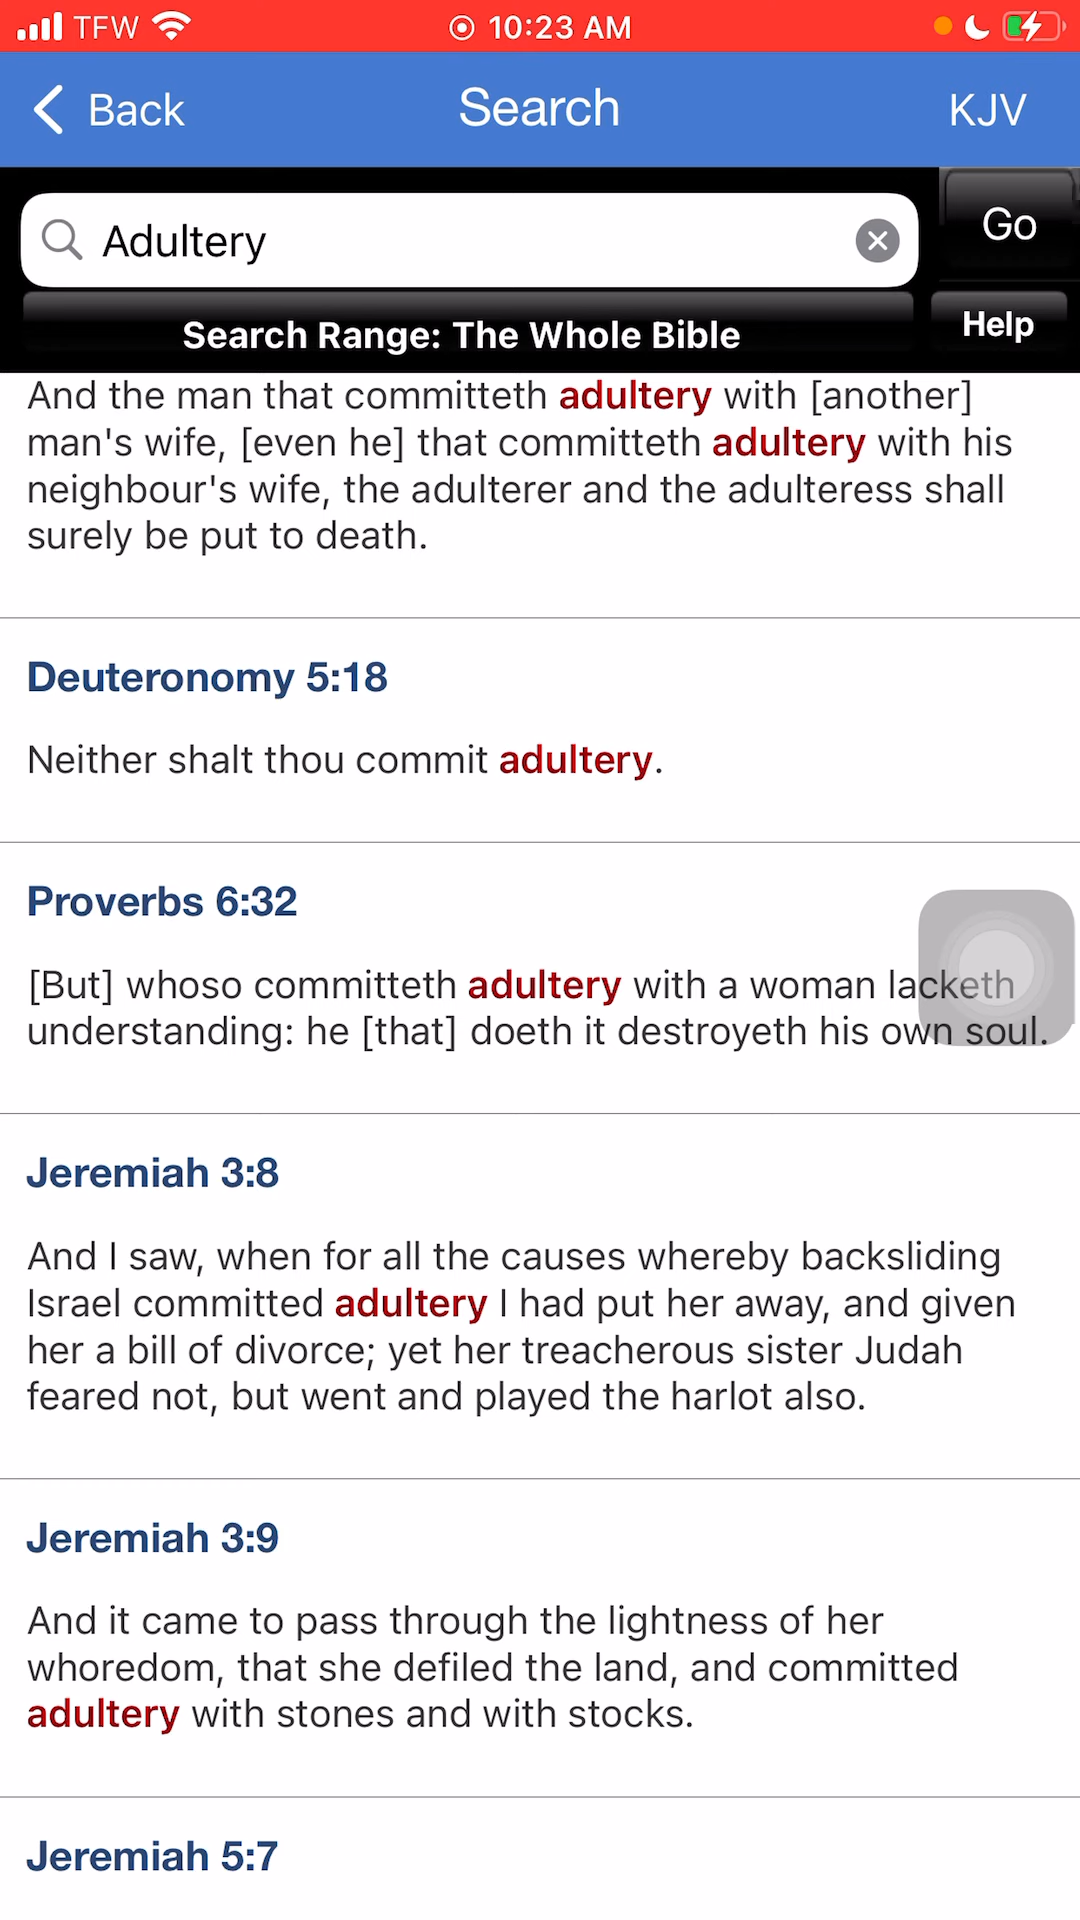 TFW 10:23 AM
Back Search KJV
Adultery Go
Search Range: The Whole Bible Help
And the man that committeth adultery with [another]
man's wife, [even he] that committeth adultery with his
neighbour's wife, the adulterer and the adulteress shall
surely be put to death.
Deuteronomy 5:18
Neither shalt thou commit adultery.
Proverbs 6:32
[But] whoso committeth adultery with a woman lacketh
understanding: he [that] doeth it destroyeth his own soul.
Jeremiah 3:8
And I saw, when for all the causes whereby backsliding
Israel committed adultery I had put her away, and given
her a bill of divorce; yet her treacherous sister Judah
feared not, but went and played the harlot also.
Jeremiah 3:9
And it came to pass through the lightness of her
whoredom, that she defiled the land, and committed
adultery with stones and with stocks.
Jeremiah 5:7